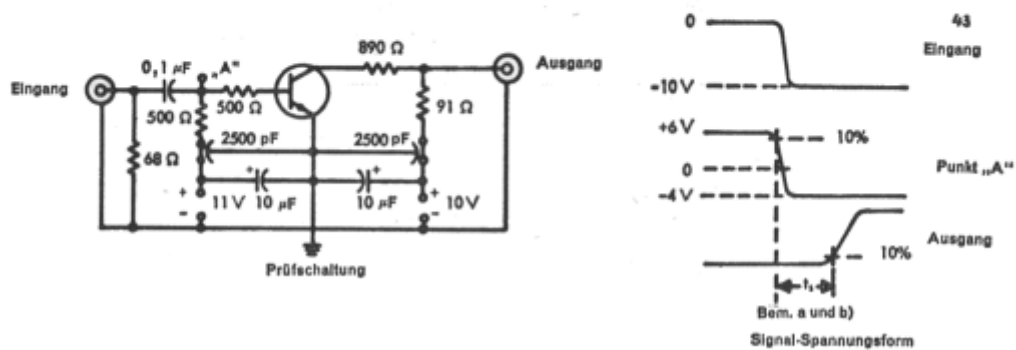 890 Ω
0,1 µF
„A“
Ausgang
Eingang
500 Ω
500 Ω
91 Ω
2500 pF
2500 pF
68 Ω
+
+
+
+
11 V
10 µF
10 µF
10 V
-
-
Prüfschaltung
0
43
Eingang
-10 V
+6 V
10%
0
Punkt „A“
-4 V
Ausgang
10%
Bem. a und b)
Signal-Spannungsform